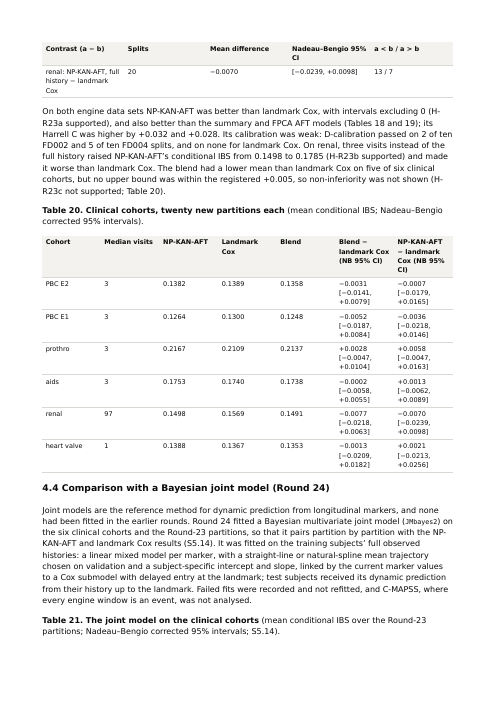 Contrast (a − b) Splits Mean difference Nadeau–Bengio 95% CI a < b / a > b
renal: NP-KAN-AFT, full history − landmark Cox 20 −0.0070 [−0.0239, +0.0098] 13 / 7
On both engine data sets NP-KAN-AFT was better than landmark Cox, with intervals excluding 0 (H-
R23a supported), and also better than the summary and FPCA AFT models (Tables 18 and 19); its
Harrell C was higher by +0.032 and +0.028. Its calibration was weak: D-calibration passed on 2 of ten
FD002 and 5 of ten FD004 splits, and on none for landmark Cox. On renal, three visits instead of the
full history raised NP-KAN-AFT’s conditional IBS from 0.1498 to 0.1785 (H-R23b supported) and made
it worse than landmark Cox. The blend had a lower mean than landmark Cox on five of six clinical
cohorts, but no upper bound was within the registered +0.005, so non-inferiority was not shown (H-
R23c not supported; Table 20).
Table 20. Clinical cohorts, twenty new partitions each (mean conditional IBS; Nadeau–Bengio
corrected 95% intervals).
Cohort Median visits NP-KAN-AFT Landmark Cox Blend Blend − landmark Cox (NB 95% CI) NP-KAN-AFT − landmark Cox (NB 95% CI)
PBC E2 3 0.1382 0.1389 0.1358 −0.0031 [−0.0141, +0.0079] −0.0007 [−0.0179, +0.0165]
PBC E1 3 0.1264 0.1300 0.1248 −0.0052 [−0.0187, +0.0084] −0.0036 [−0.0218, +0.0146]
prothro 3 0.2167 0.2109 0.2137 +0.0028 [−0.0047, +0.0104] +0.0058 [−0.0047, +0.0163]
aids 3 0.1753 0.1740 0.1738 −0.0002 [−0.0058, +0.0055] +0.0013 [−0.0062, +0.0089]
renal 97 0.1498 0.1569 0.1491 −0.0077 [−0.0218, +0.0063] −0.0070 [−0.0239, +0.0098]
heart valve 1 0.1388 0.1367 0.1353 −0.0013 [−0.0209, +0.0182] +0.0021 [−0.0213, +0.0256]
4.4 Comparison with a Bayesian joint model (Round 24)
Joint models are the reference method for dynamic prediction from longitudinal markers, and none
had been fitted in the earlier rounds. Round 24 fitted a Bayesian multivariate joint model (JMbayes2) on
the six clinical cohorts and the Round-23 partitions, so that it pairs partition by partition with the NP-
KAN-AFT and landmark Cox results (S5.14). It was fitted on the training subjects’ full observed
histories: a linear mixed model per marker, with a straight-line or natural-spline mean trajectory
chosen on validation and a subject-specific intercept and slope, linked by the current marker values
to a Cox submodel with delayed entry at the landmark; test subjects received its dynamic prediction
from their history up to the landmark. Failed fits were recorded and not refitted, and C-MAPSS, where
every engine window is an event, was not analysed.
Table 21. The joint model on the clinical cohorts (mean conditional IBS over the Round-23
partitions; Nadeau–Bengio corrected 95% intervals; S5.14).